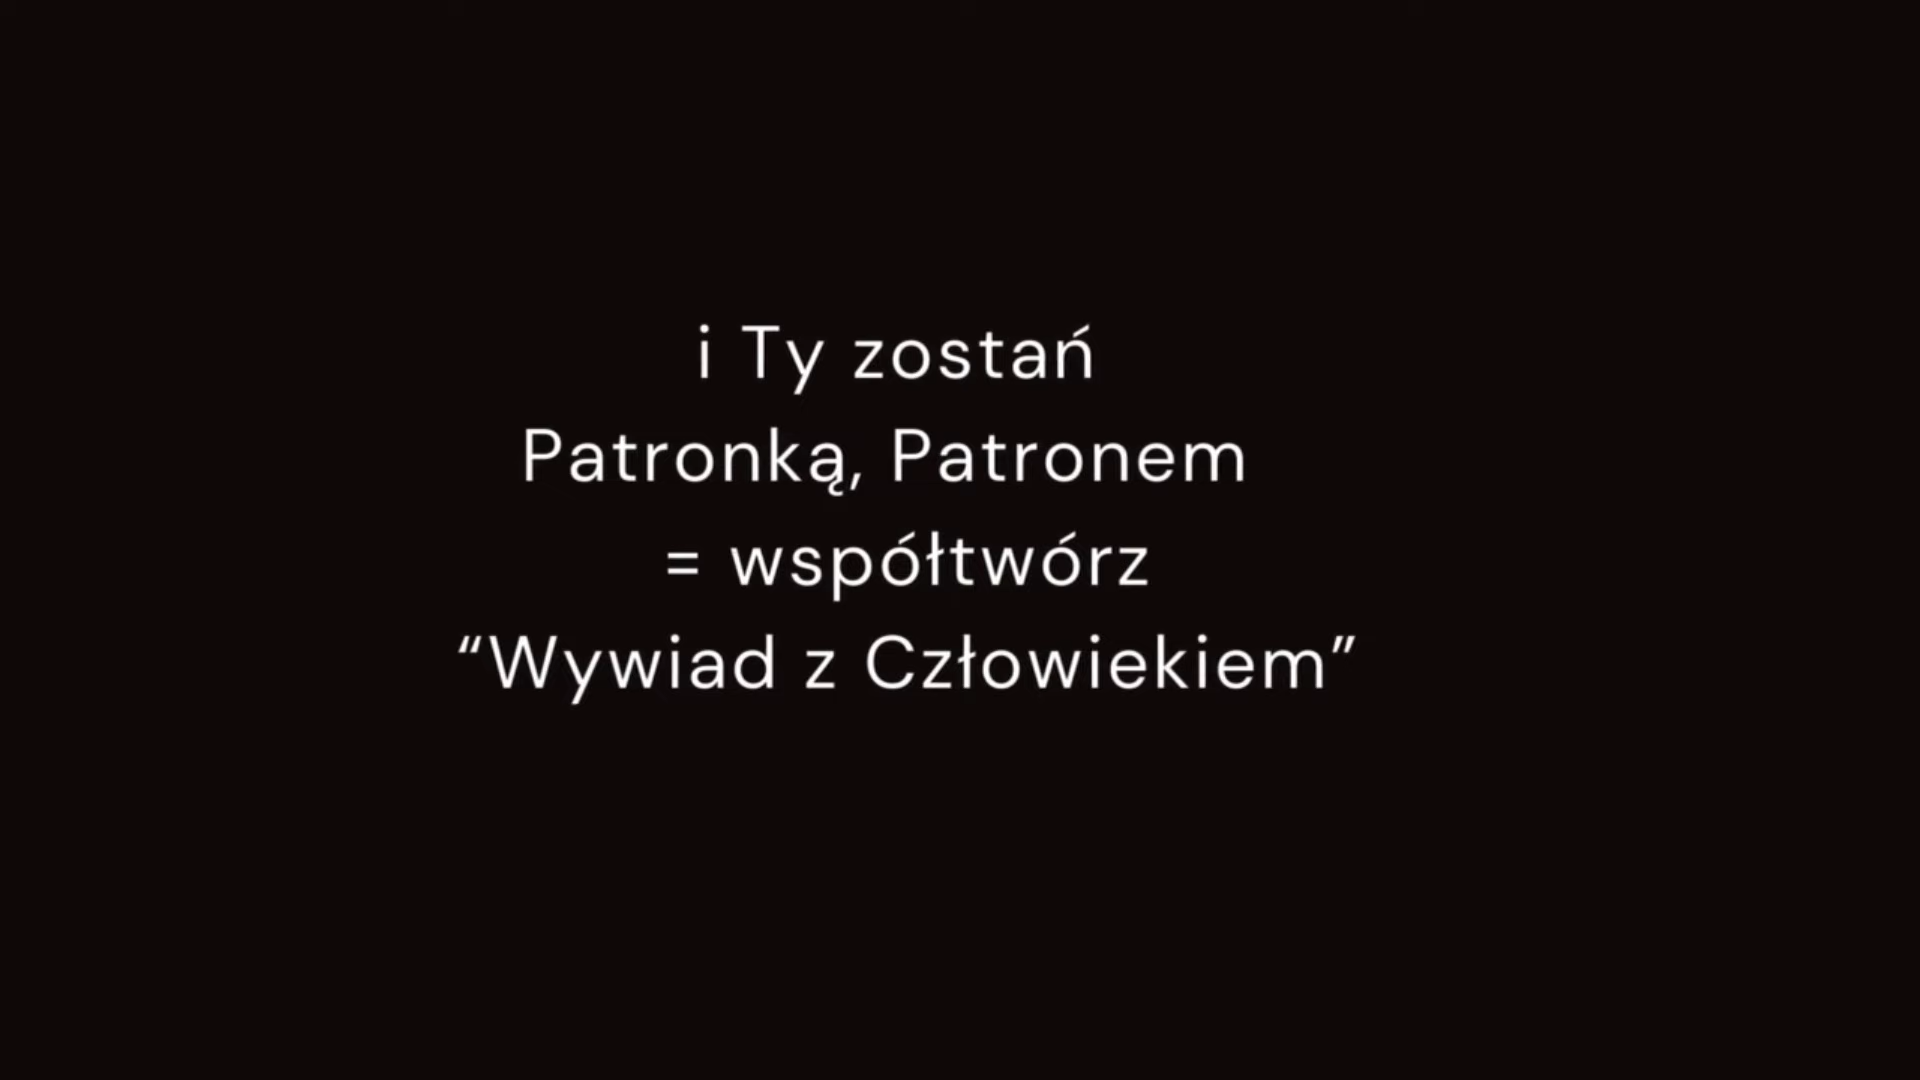 i Ty zostań
Patronką, Patronem
= współtwórz
“Wywiad z Człowiekiem”